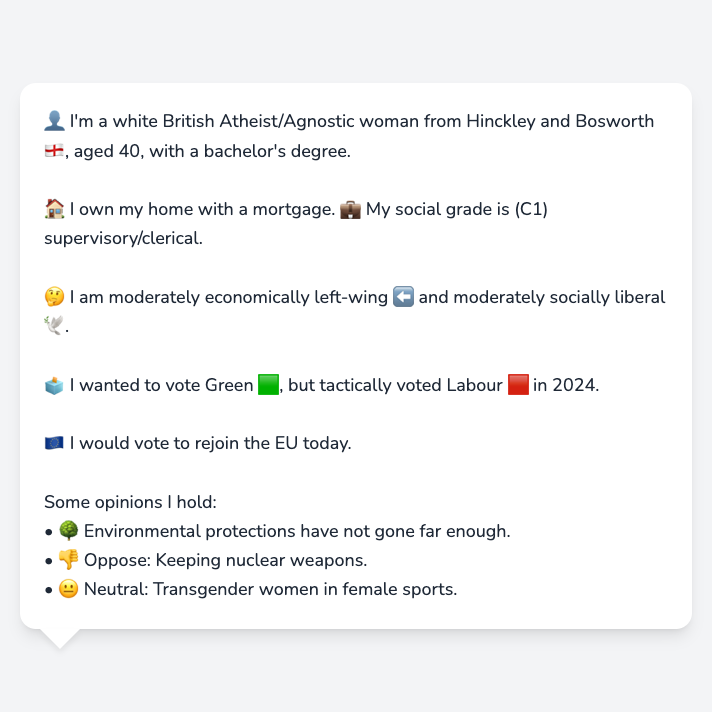 👤 I'm a white British Atheist/Agnostic woman from Hinckley and Bosworth
🏴󠁧󠁢󠁥󠁮󠁧󠁿, aged 40, with a bachelor's degree.
🏠 I own my home with a mortgage. 💼 My social grade is (C1)
supervisory/clerical.
🤔 I am moderately economically left-wing ⬅️ and moderately socially liberal
🕊️.
🗳️ I wanted to vote Green 🟩, but tactically voted Labour 🟥 in 2024.
🇪🇺 I would vote to rejoin the EU today.
Some opinions I hold:
• 🌳 Environmental protections have not gone far enough.
• 👎 Oppose: Keeping nuclear weapons.
• 😐 Neutral: Transgender women in female sports.